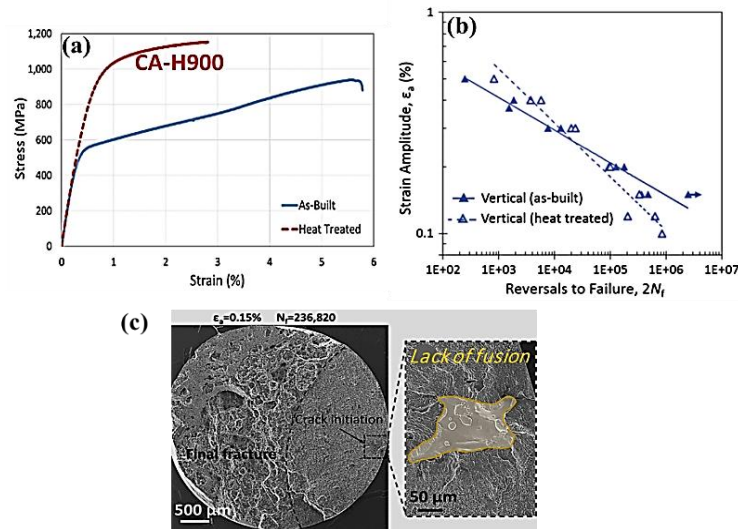 (a)
CA-H900
1,200
1,000
800
600
400
200
0
Stress (MPa)
0 1 2 3 4 5 6
Strain (%)
As-Built
Heat Treated
(b)
1
0.1
Strain Amplitude, εa (%)
Vertical (as-built)
Vertical (heat treated)
1E+02 1E+03 1E+04 1E+05 1E+06 1E+07
Reversals to Failure, 2Nf
(c)
εa=0.15% Nf=236,820
Crack initiation
Final fracture
500 μm
Lack of fusion
50 μm